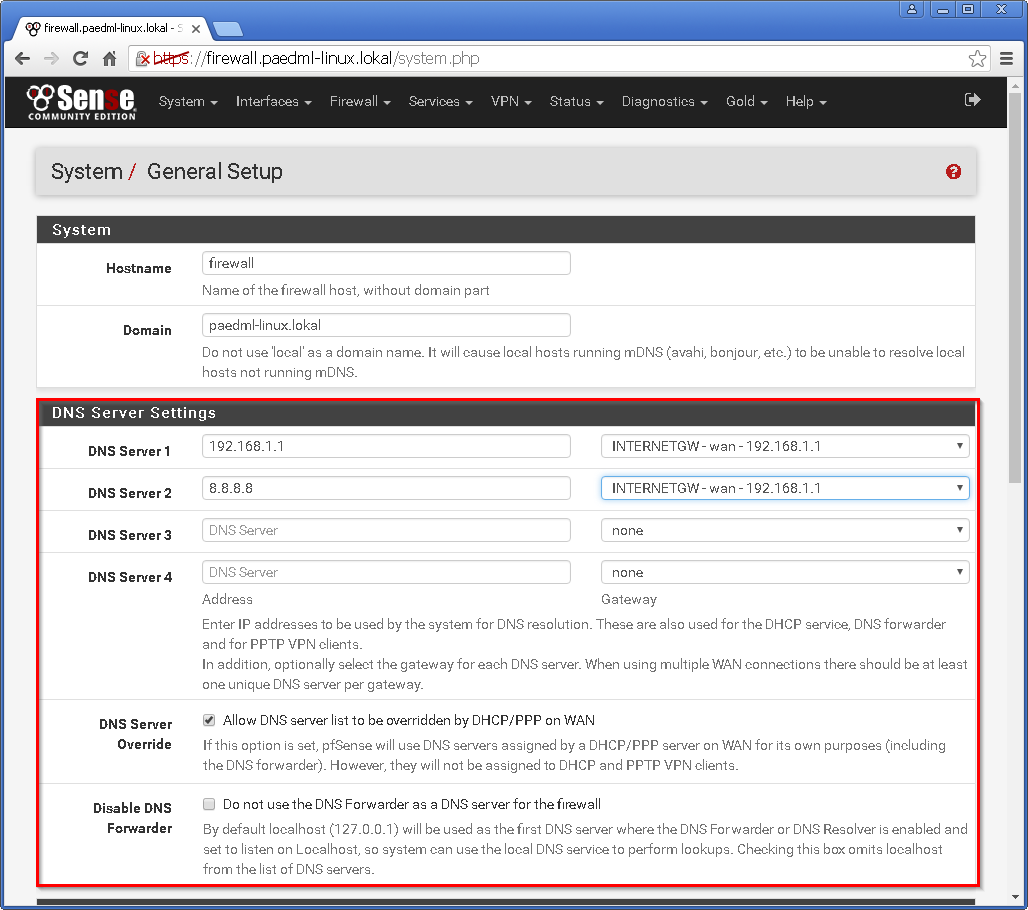 firewall.paedml-linux.lokal - S
https://firewall.paedml-linux.lokal/system.php
Sense
COMMUNITY EDITION
System Interfaces Firewall Services VPN Status Diagnostics Gold Help
System / General Setup
System
Hostname firewall
Name of the firewall host, without domain part
Domain paedml-linux.lokal
Do not use 'local' as a domain name. It will cause local hosts running mDNS (avahi, bonjour, etc.) to be unable to resolve local
hosts not running mDNS.
DNS Server Settings
DNS Server 1 192.168.1.1 INTERNETGW - wan - 192.168.1.1
DNS Server 2 8.8.8.8 INTERNETGW - wan - 192.168.1.1
DNS Server 3 DNS Server none
DNS Server 4 DNS Server none
Address Gateway
Enter IP addresses to be used by the system for DNS resolution. These are also used for the DHCP service, DNS forwarder
and for PPTP VPN clients.
In addition, optionally select the gateway for each DNS server. When using multiple WAN connections there should be at least
one unique DNS server per gateway.
DNS Server Override Allow DNS server list to be overridden by DHCP/PPP on WAN
If this option is set, pfSense will use DNS servers assigned by a DHCP/PPP server on WAN for its own purposes (including
the DNS forwarder). However, they will not be assigned to DHCP and PPTP VPN clients.
Disable DNS Forwarder Do not use the DNS Forwarder as a DNS server for the firewall
By default localhost (127.0.0.1) will be used as the first DNS server where the DNS Forwarder or DNS Resolver is enabled and
set to listen on Localhost, so system can use the local DNS service to perform lookups. Checking this box omits localhost
from the list of DNS servers.